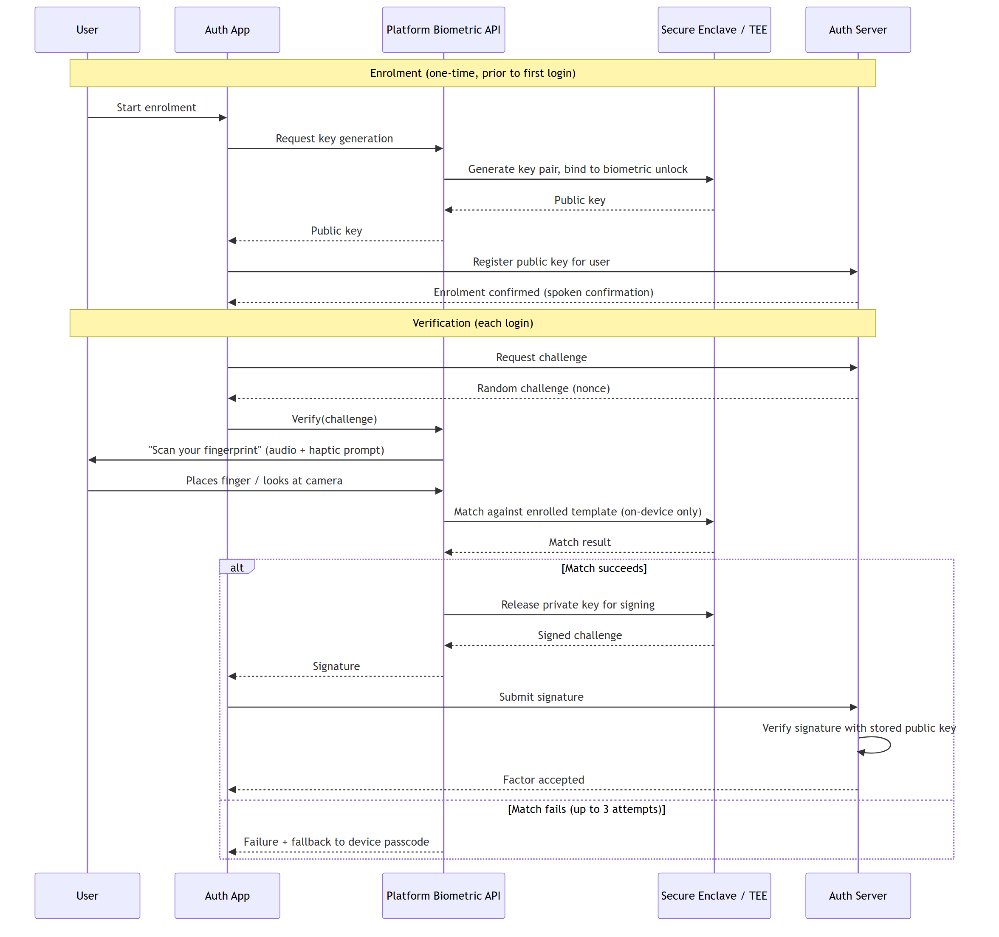 User
Auth App
Platform Biometric API
Secure Enclave / TEE
Auth Server
Enrolment (one-time, prior to first login)
Start enrolment
Request key generation
Generate key pair, bind to biometric unlock
Public key
Public key
Register public key for user
Enrolment confirmed (spoken confirmation)
Verification (each login)
Request challenge
Random challenge (nonce)
Verify(challenge)
"Scan your fingerprint" (audio + haptic prompt)
Places finger / looks at camera
Match against enrolled template (on-device only)
Match result
alt
[Match succeeds]
Release private key for signing
Signed challenge
Signature
Submit signature
Verify signature with stored public key
Factor accepted
[Match fails (up to 3 attempts)]
Failure + fallback to device passcode
User
Auth App
Platform Biometric API
Secure Enclave / TEE
Auth Server